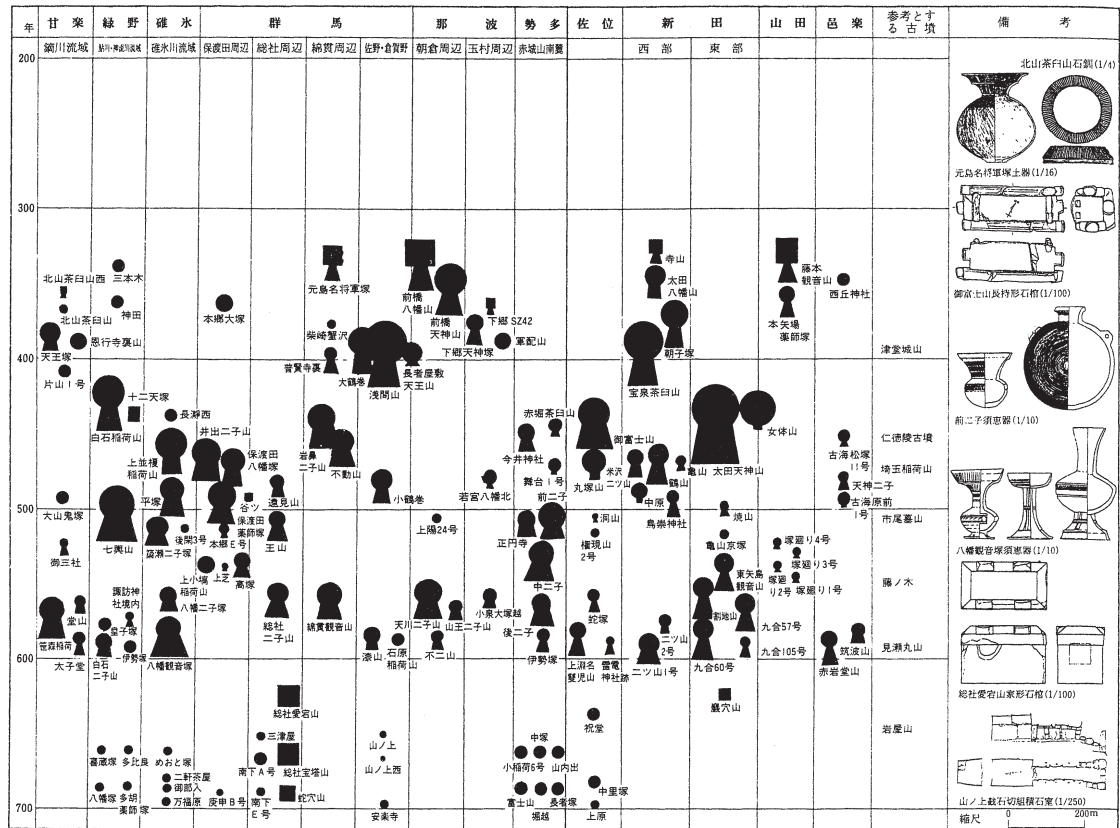 年
甘楽
緑野
碓氷
群馬
那波
勢多
佐位
新田
山田
邑楽
参考とす
る古墳
備考
鏑川流域
鮎川・神流川流域
碓氷川流域
保渡田周辺
総社周辺
綿貫周辺
佐野・倉賀野
朝倉周辺
玉村周辺
赤城山南麓
西部
東部
200
300
400
500
600
700
北山茶臼山西
北山茶臼山
天王塚
恩行寺裏山
片山1号
大山鬼塚
御三社
堂山
笹森稲荷
太子堂
三本木
神田
十二天塚
白石稲荷山
七輿山
諏訪神
社境内
皇子塚
伊勢塚
白石
二子山
喜蔵塚
多比良
八幡塚
多胡
薬師塚
長瀞西
上並榎
稲荷山
平塚
簗瀬二子塚
後閑3号
八幡二子塚
八幡観音塚
めおと塚
二軒茶屋
御部入
万福原
本郷大塚
井出二子山
保渡田
八幡塚
谷ツ
保渡田
薬師塚
本郷E号
上小塙
稲荷山
上芝
高塚
庚申B号
遠見山
王山
総社
二子山
総社愛宕山
三津屋
南下A号
総社宝塔山
南下
E号
蛇穴山
元島名将軍塚
柴崎蟹沢
普賢寺裏
岩鼻
二子山
不動山
綿貫観音山
大鶴巻
浅間山
長者屋敷
天王山
小鶴巻
漆山
石原
稲荷山
山ノ上
山ノ上西
安楽寺
前橋
八幡山
前橋
天神山
上陽24号
天川二子山
山王二子山
不二山
下郷SZ42
下郷天神塚
軍配山
若宮八幡北
小泉大塚越
赤堀茶臼山
今井神社
舞台1号
前二子
正円寺
中二子
後二子
伊勢塚
中塚
小稲荷6号
山内出
富士山
長者塚
堀越
御富士山
丸塚山
洞山
権現山
2号
蛇塚
上淵名
雙児山
雷電
神社跡
祝堂
中里塚
上原
寺山
太田
八幡山
朝子塚
宝泉茶臼山
米沢
二ツ山
鶴山
亀山
中原
鳥崇神社
二ツ山
2号
二ツ山1号
太田天神山
女体山
焼山
亀山京塚
東矢島
観音山
割地山
九合57号
九合60号
九合105号
巖穴山
藤本
観音山
本矢場
薬師塚
塚廻り4号
塚廻り3号
塚廻
り2号
塚廻り1号
西丘神社
古海松塚
11号
天神二子
古海原前
1号
筑波山
赤岩堂山
津堂城山
仁徳陵古墳
埼玉稲荷山
市尾墓山
藤ノ木
見瀬丸山
岩屋山
北山茶臼山石釧(1/4)
元島名将軍塚土器(1/16)
御富士山長持形石棺(1/100)
前二子須恵器(1/10)
八幡観音塚須恵器(1/10)
総社愛宕山家形石棺(1/100)
山ノ上截石切組積石室(1/250)
縮尺 0 200m